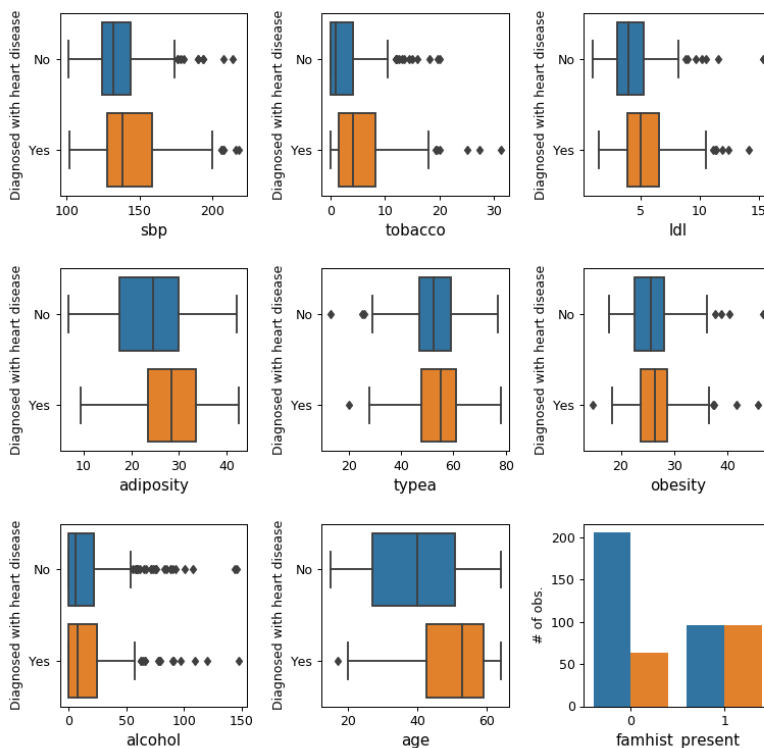 Diagnosed with heart disease
No
Yes
100 150 200
sbp
Diagnosed with heart disease
No
Yes
0 10 20 30
tobacco
Diagnosed with heart disease
No
Yes
5 10 15
ldl
Diagnosed with heart disease
No
Yes
10 20 30 40
adiposity
Diagnosed with heart disease
No
Yes
20 40 60 80
typea
Diagnosed with heart disease
No
Yes
20 30 40
obesity
Diagnosed with heart disease
No
Yes
0 50 100 150
alcohol
Diagnosed with heart disease
No
Yes
20 40 60
age
# of obs.
200
150
100
50
0
0 1
famhist_present